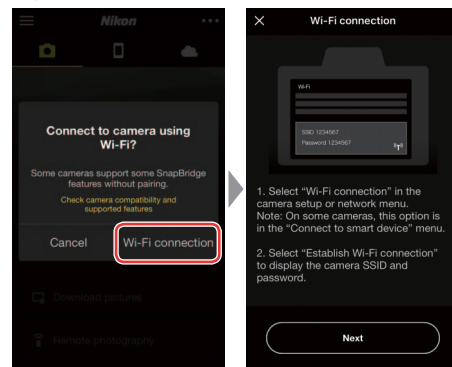 Nikon
Connect to camera using
Wi-Fi?
Some cameras support some SnapBridge
features without pairing.
Check camera compatibility and
supported features
Cancel
Wi-Fi connection
Download pictures
Remote photography
Wi-Fi connection
Wi-Fi
SSID 1234567
Password 1234567
1. Select “Wi-Fi connection” in the
camera setup or network menu.
Note: On some cameras, this option is
in the “Connect to smart device” menu.
2. Select “Establish Wi-Fi connection”
to display the camera SSID and
password.
Next